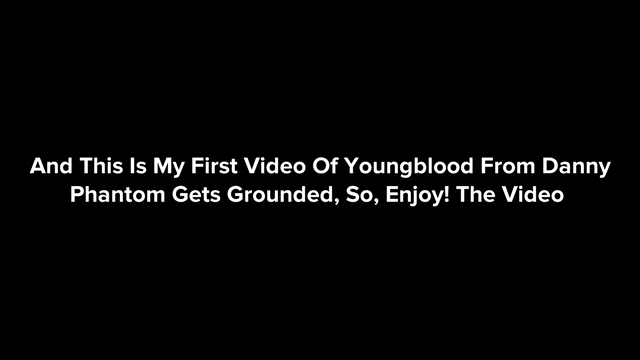 And This Is My First Video Of Youngblood From Danny
Phantom Gets Grounded, So, Enjoy! The Video